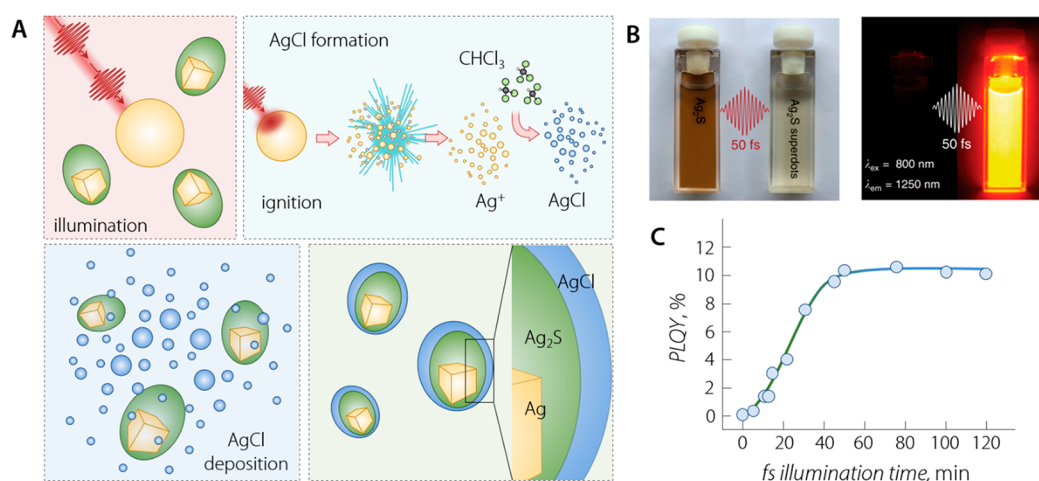 A
illumination
AgCl formation
CHCl₃
ignition
Ag⁺
AgCl
AgCl
deposition
AgCl
Ag₂S
Ag
B
Ag₂S
50 fs
Ag₂S superdots
50 fs
λex = 800 nm
λem = 1250 nm
C
PLQY, %
12
10
8
6
4
2
0
0 20 40 60 80 100 120
fs illumination time, min